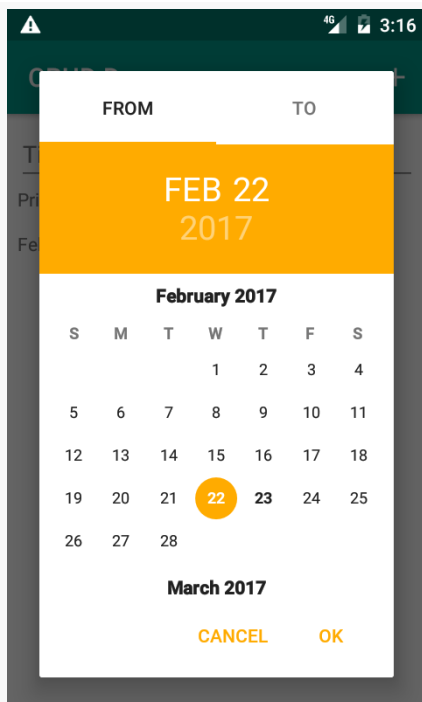 4G 3:16
FROM TO
FEB 22
2017
February 2017
S M T W T F S
1 2 3 4
5 6 7 8 9 10 11
12 13 14 15 16 17 18
19 20 21 22 23 24 25
26 27 28
March 2017
CANCEL OK